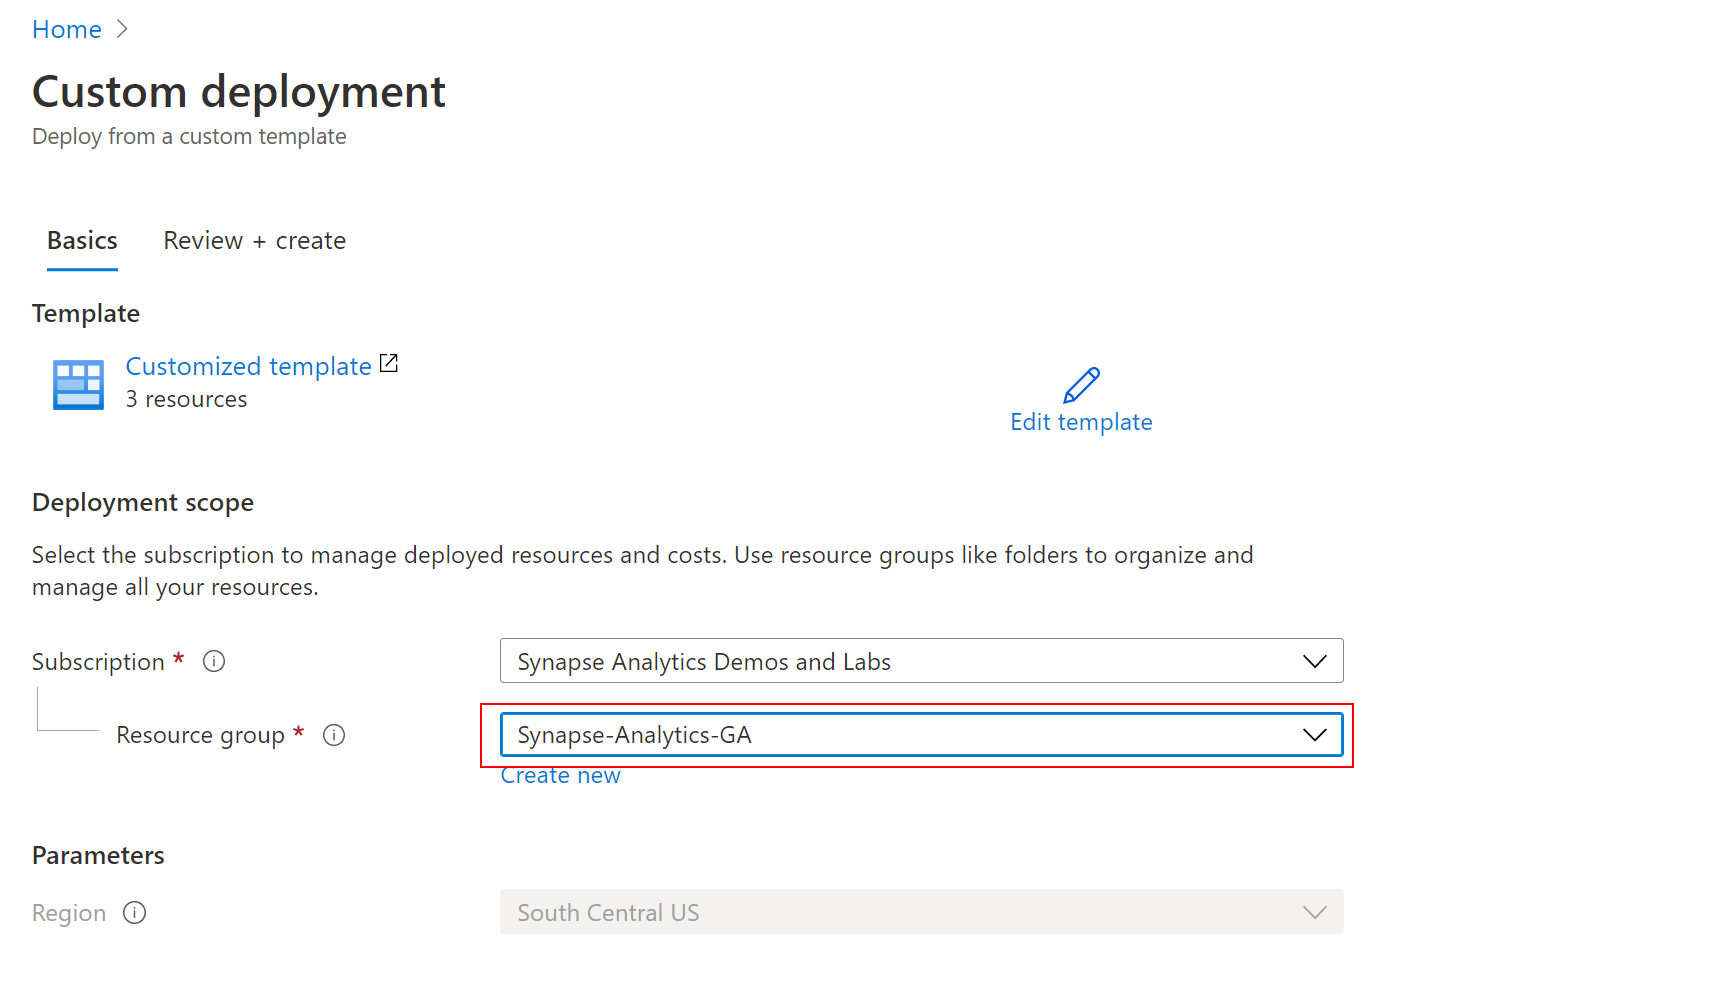 Home
Custom deployment
Deploy from a custom template
Basics Review + create
Template
Customized template
3 resources
Edit template
Deployment scope
Select the subscription to manage deployed resources and costs. Use resource groups like folders to organize and
manage all your resources.
Subscription * Synapse Analytics Demos and Labs
Resource group * Synapse-Analytics-GA
Create new
Parameters
Region South Central US